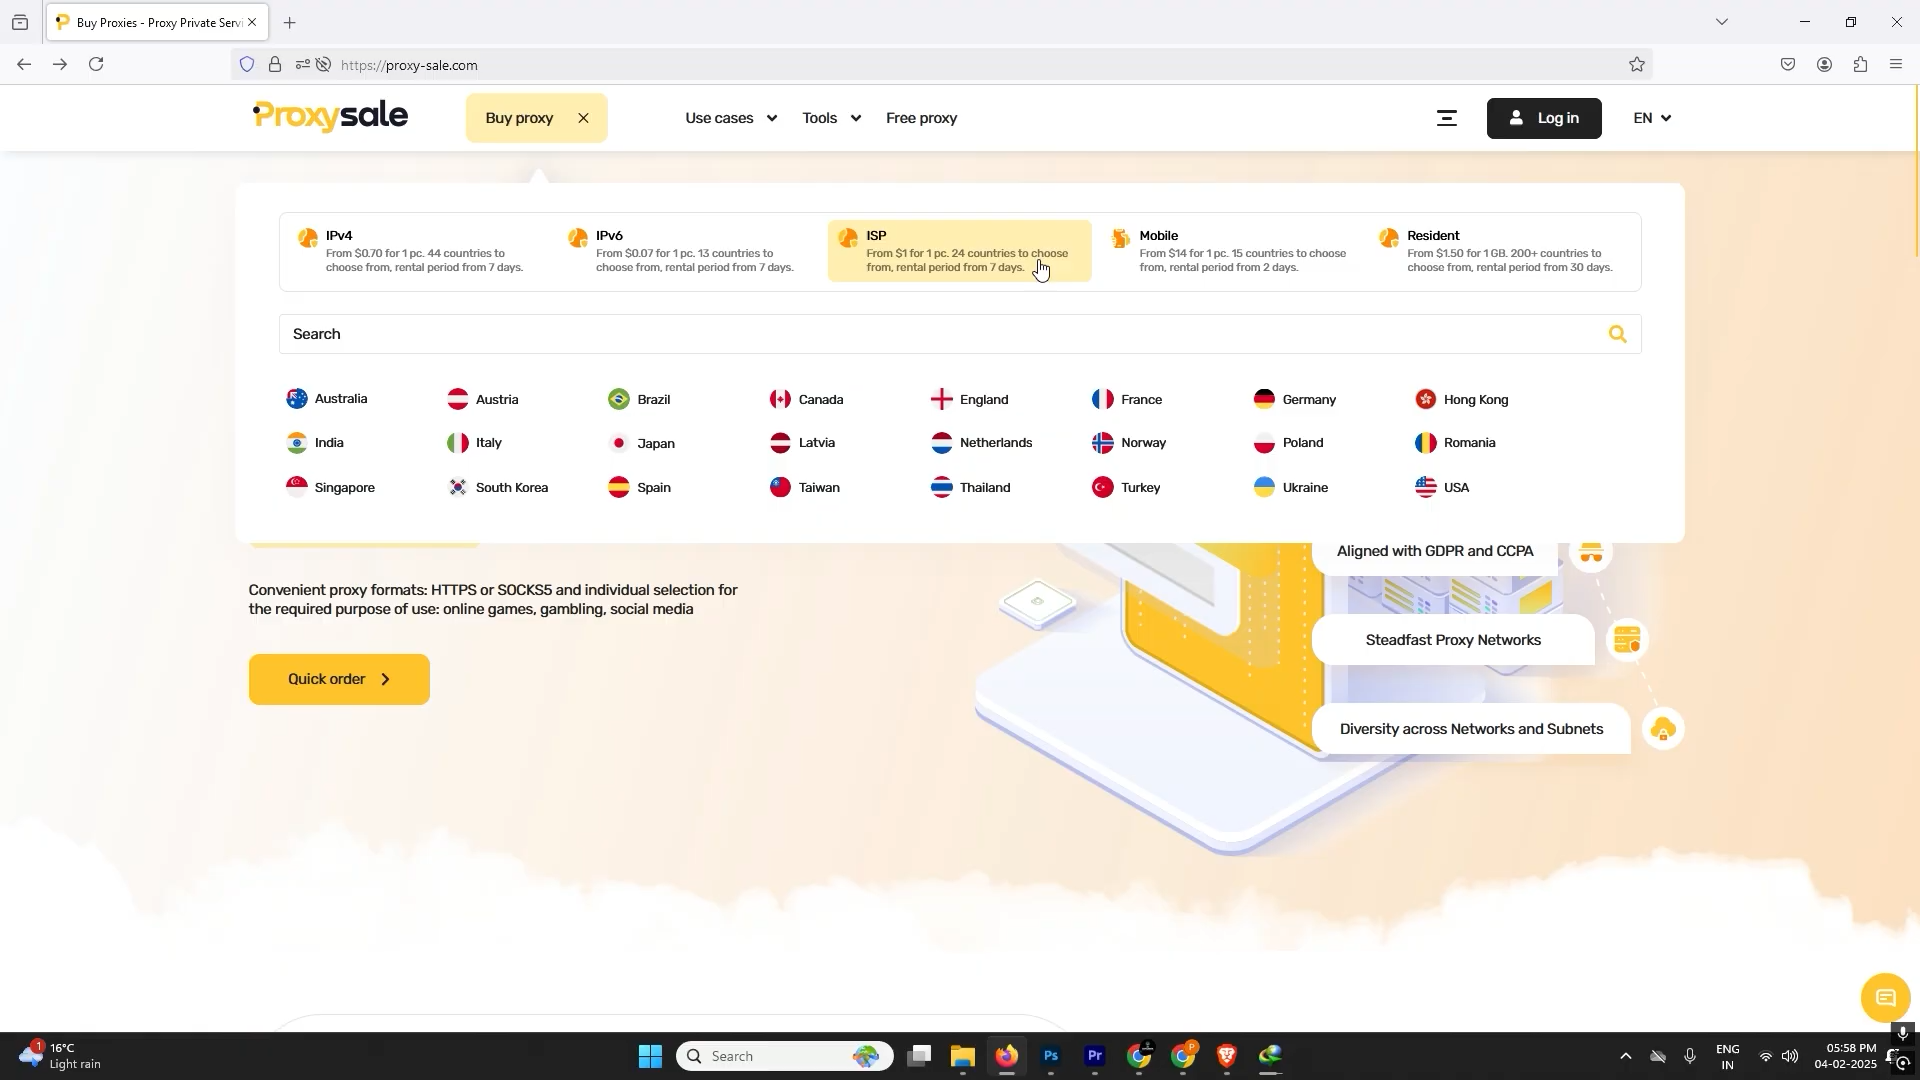 Buy Proxies - Proxy Private Servi
https://proxy-sale.com
Proxysale
Buy proxy
Use cases
Tools
Free proxy
Log in
EN
IPv4
From $0.70 for 1 pc. 44 countries to
choose from, rental period from 7 days.
IPv6
From $0.07 for 1 pc. 13 countries to
choose from, rental period from 7 days.
ISP
From $1 for 1 pc. 24 countries to choose
from, rental period from 7 days.
Mobile
From $14 for 1 pc. 15 countries to choose
from, rental period from 2 days.
Resident
From $1.50 for 1 GB. 200+ countries to
choose from, rental period from 30 days.
Search
Australia
Austria
Brazil
Canada
England
France
Germany
Hong Kong
India
Italy
Japan
Latvia
Netherlands
Norway
Poland
Romania
Singapore
South Korea
Spain
Taiwan
Thailand
Turkey
Ukraine
USA
Aligned with GDPR and CCPA
Convenient proxy formats: HTTPS or SOCKS5 and individual selection for
the required purpose of use: online games, gambling, social media
Steadfast Proxy Networks
Quick order
Diversity across Networks and Subnets
1
16°C
Light rain
Search
Ps
Pr
P
ENG
IN
05:58 PM
04-02-2025